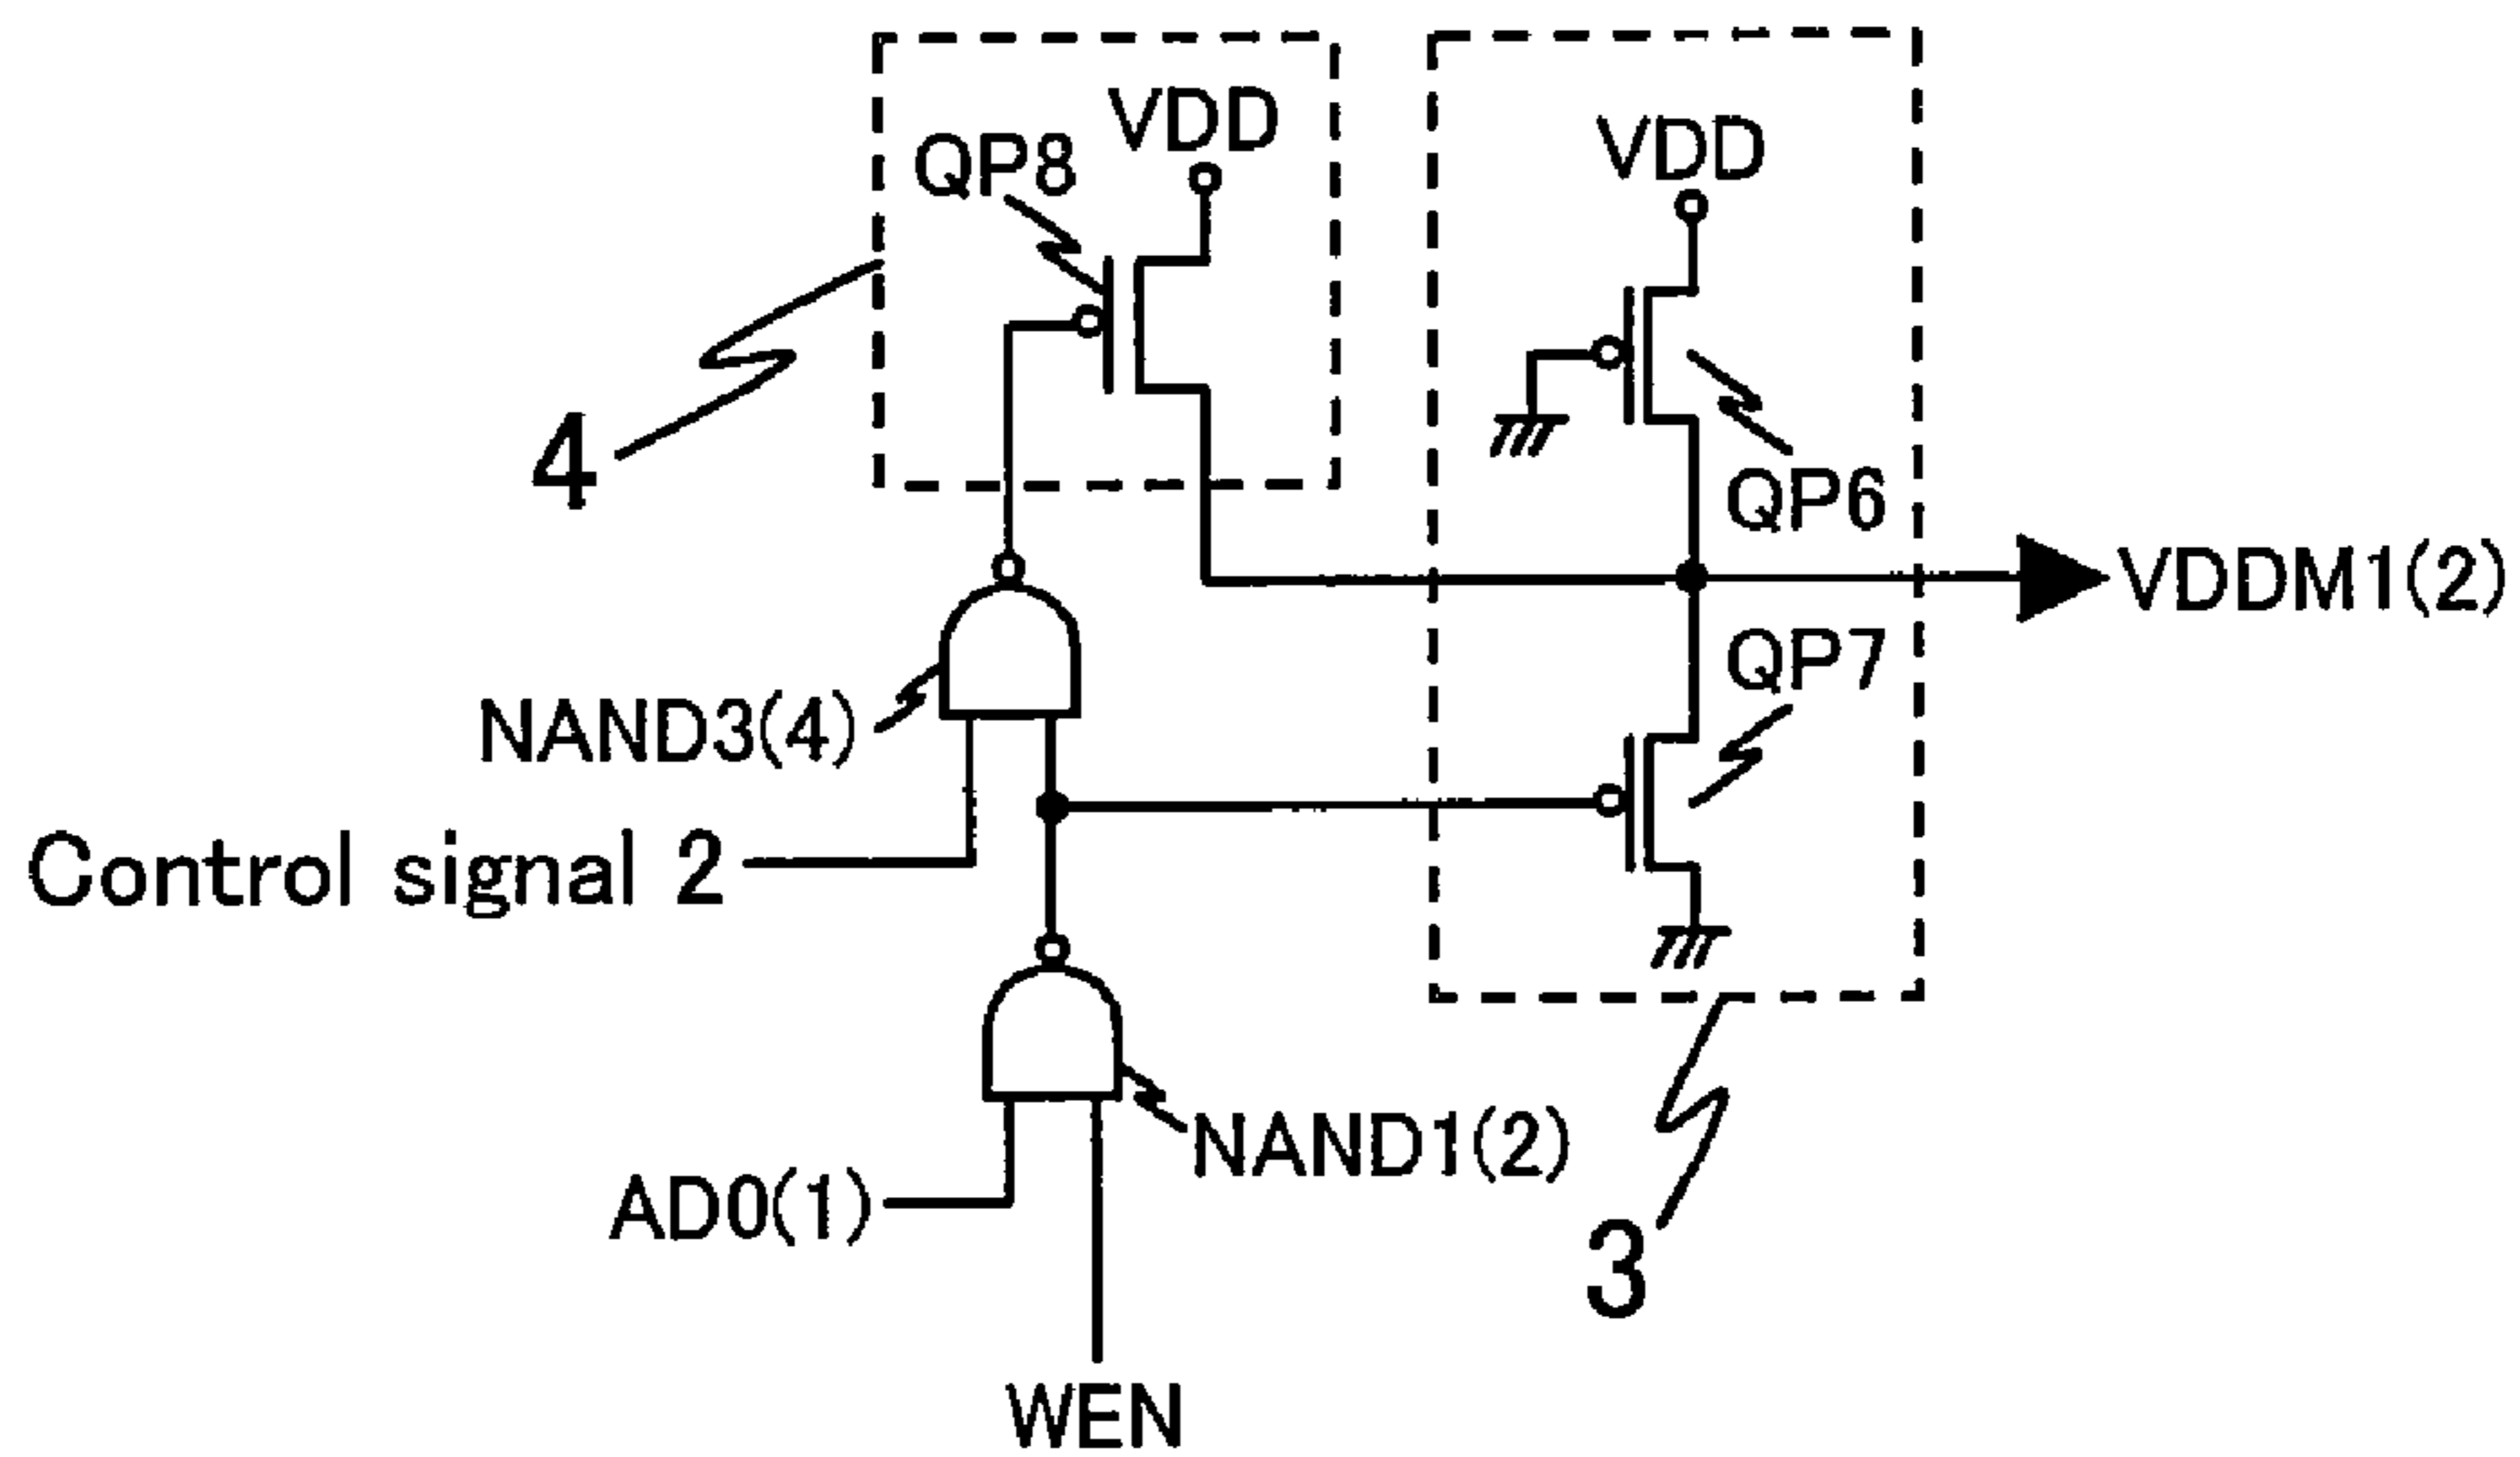 VDD
QP8
VDD
4
QP6
VDDM1(2)
QP7
NAND3(4)
Control signal 2
NAND1(2)
AD0(1)
3
WEN